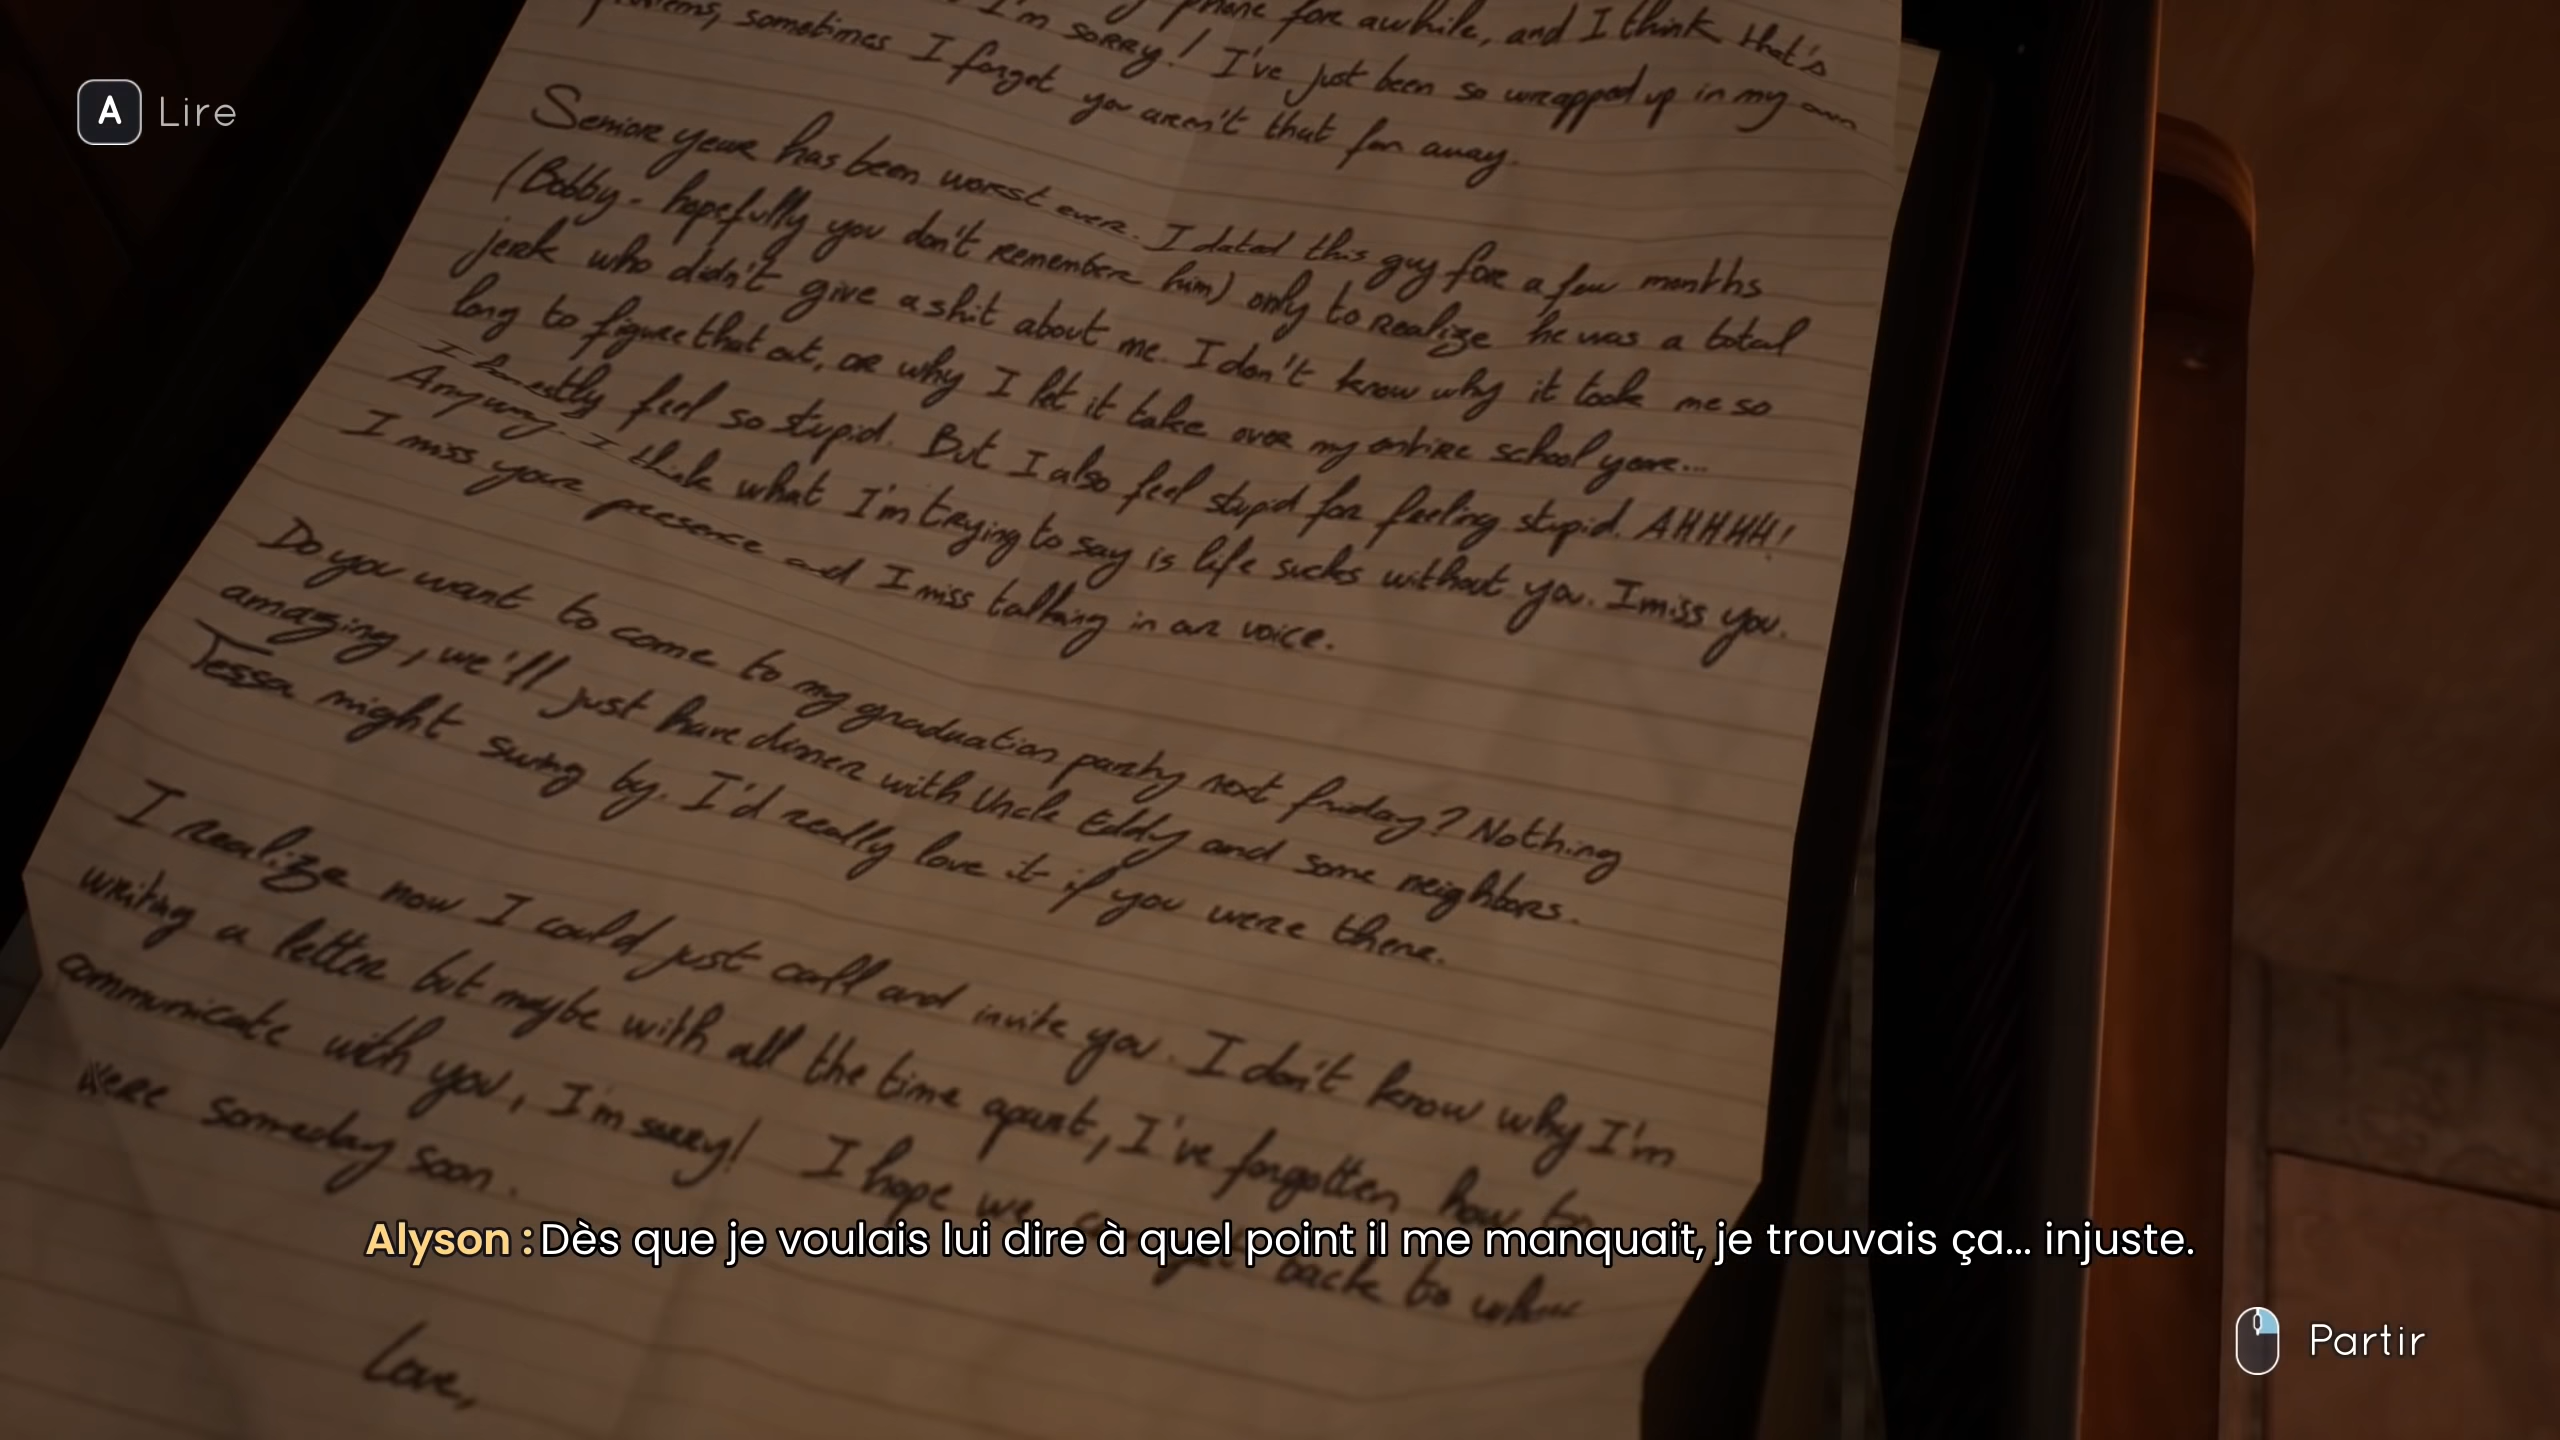 A Lire
phone for awhile, and I think that's
I'm sorry! I've just been so wrapped up in my own
problems, sometimes I forget you aren't that far away.
Senior year has been worst ever. I dated this guy for a few months
(Bobby - hopefully you don't remember him) only to realize he was a total
jerk who didn't give a shit about me. I don't know why it took me so
long to figure that out, or why I let it take over my entire school year...
I honestly feel so stupid. But I also feel stupid for feeling stupid. AHHHH!
Anyway I think what I'm trying to say is life sucks without you. I miss you.
I miss your presence and I miss talking in our voice.
Do you want to come to my graduation party next friday? Nothing
amazing, we'll just have dinner with Uncle Eddy and some neighbors.
Tessa might swing by. I'd really love it if you were there.
I realize now I could just call and invite you. I don't know why I'm
writing a letter but maybe with all the time apart, I've forgotten how to
communicate with you, I'm sorry! I hope we back to who
were someday soon.
Love,
Alyson : Dès que je voulais lui dire à quel point il me manquait, je trouvais ça... injuste.
Partir